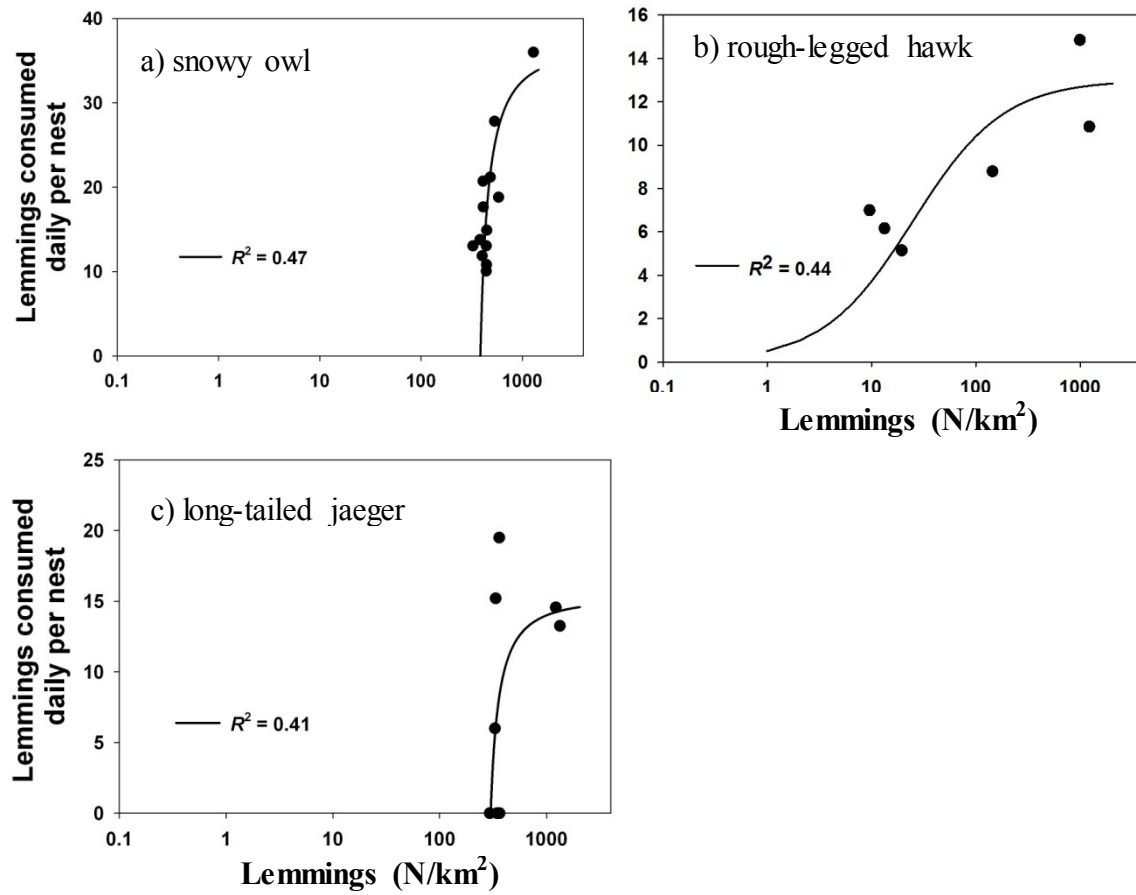 a) snowy owl
Lemmings consumed
daily per nest
40
30
20
10
0
R² = 0.47
0.1 1 10 100 1000
b) rough-legged hawk
16
14
12
10
8
6
4
2
0
R² = 0.44
0.1 1 10 100 1000
Lemmings (N/km²)
c) long-tailed jaeger
Lemmings consumed
daily per nest
25
20
15
10
5
0
R² = 0.41
0.1 1 10 100 1000
Lemmings (N/km²)